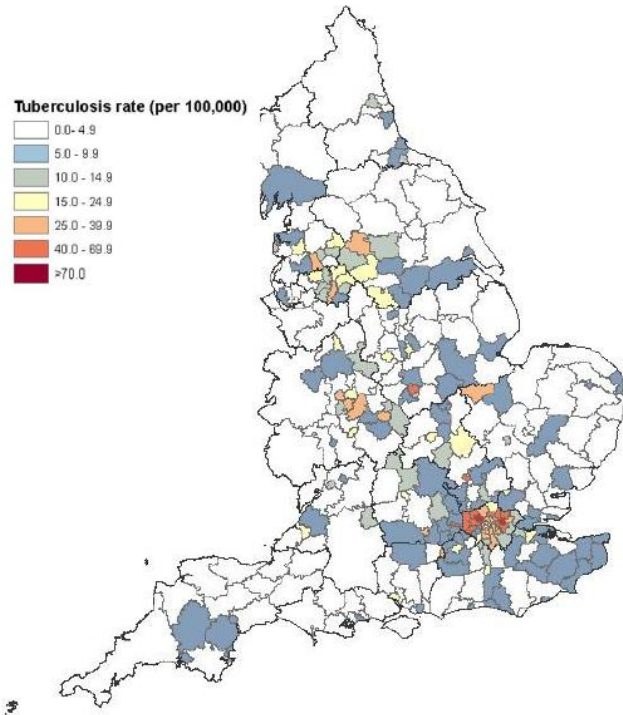 Tuberculosis rate (per 100,000)
0.0- 4.9
5.0 - 9.9
10.0 - 14.9
15.0 - 24.9
25.0 - 39.9
40.0 - 69.9
>70.0